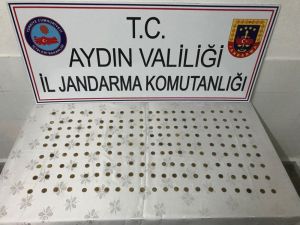 T.C.
AYDIN VALİLİĞİ
İL JANDARMA KOMUTANLIĞI